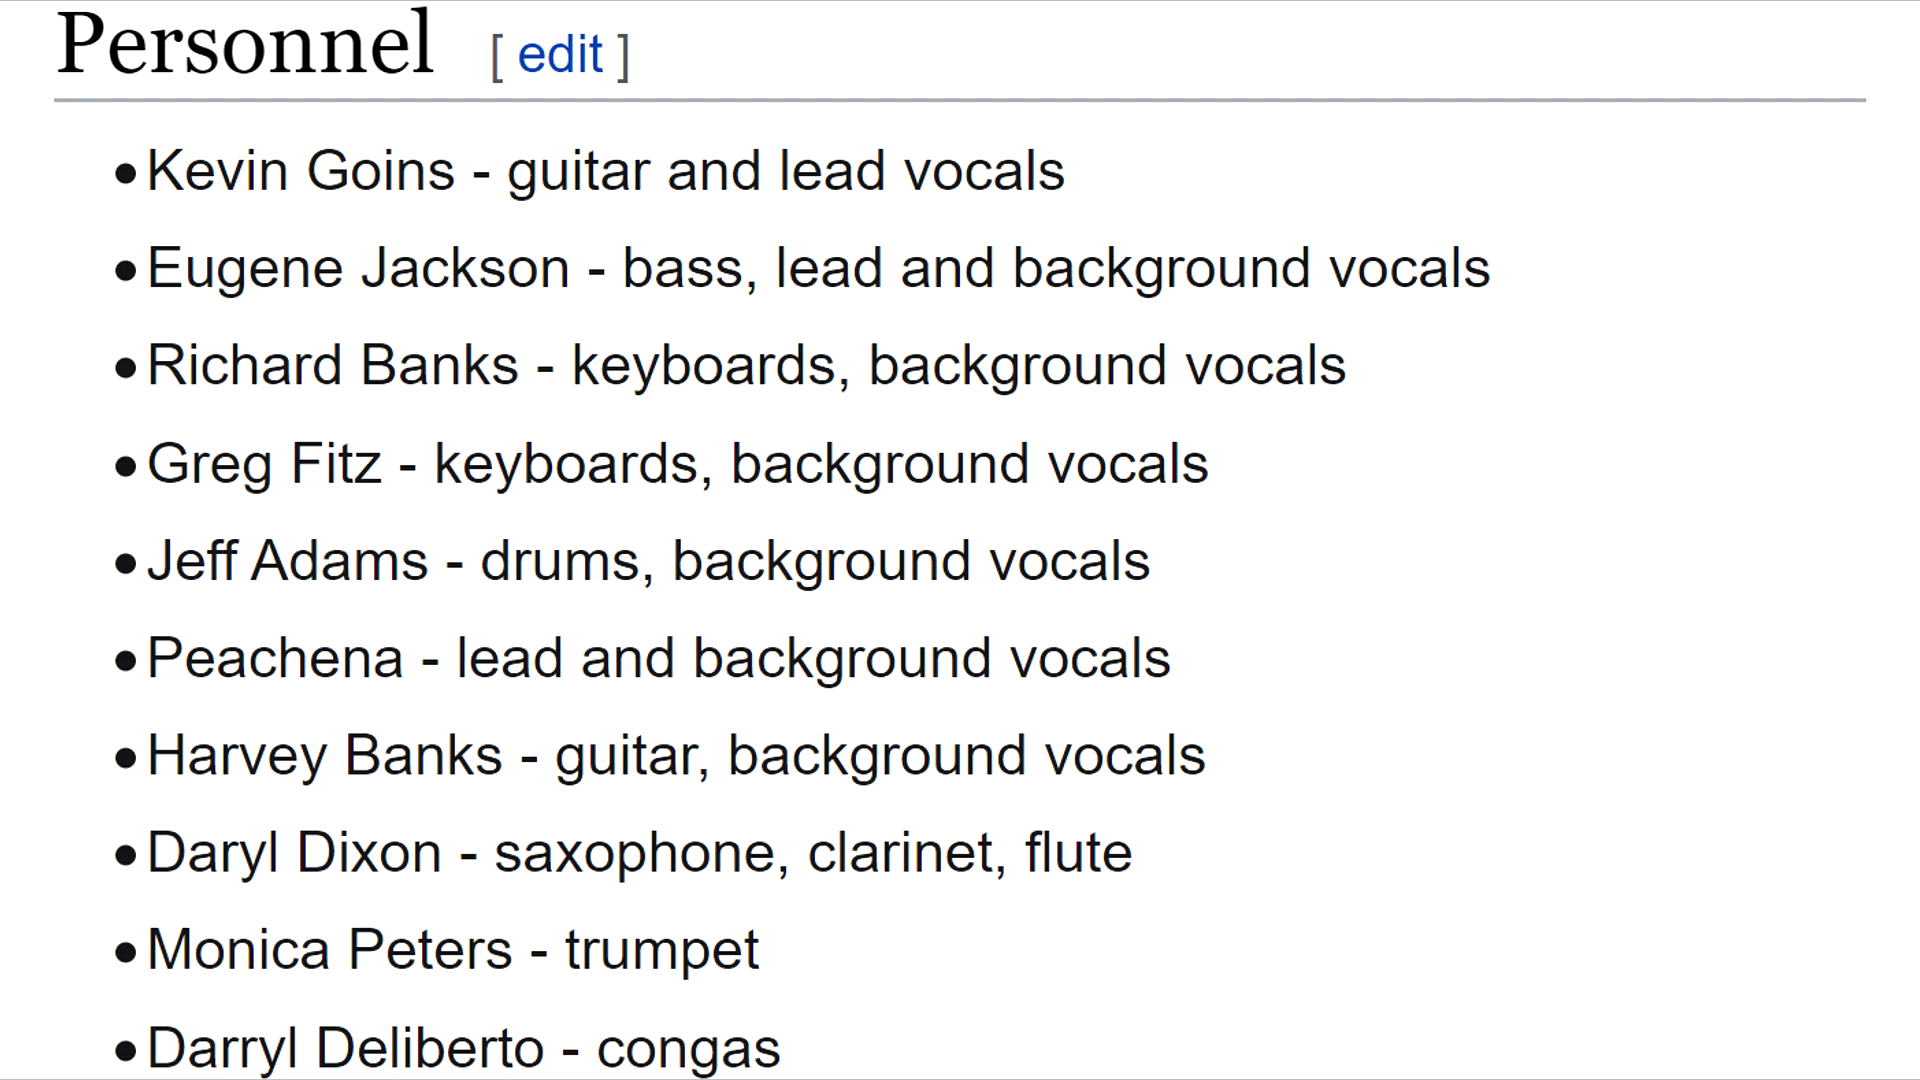 Personnel [ edit ]
• Kevin Goins - guitar and lead vocals
• Eugene Jackson - bass, lead and background vocals
• Richard Banks - keyboards, background vocals
• Greg Fitz - keyboards, background vocals
• Jeff Adams - drums, background vocals
• Peachena - lead and background vocals
• Harvey Banks - guitar, background vocals
• Daryl Dixon - saxophone, clarinet, flute
• Monica Peters - trumpet
• Darryl Deliberto - congas